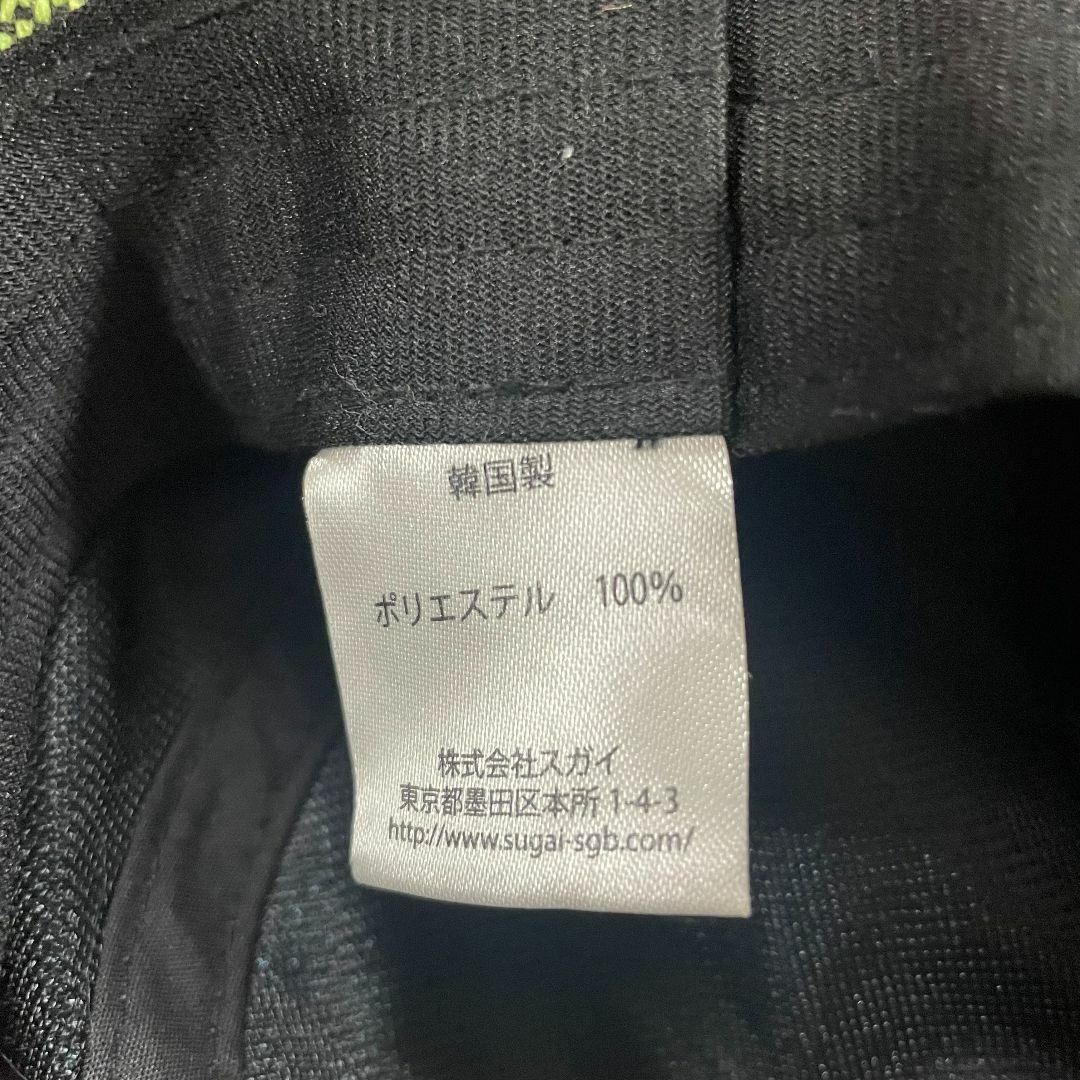 韓国製
ポリエステル 100%
株式会社スガイ
東京都墨田区本所 1-4-3
http://www.sugai-sgb.com/